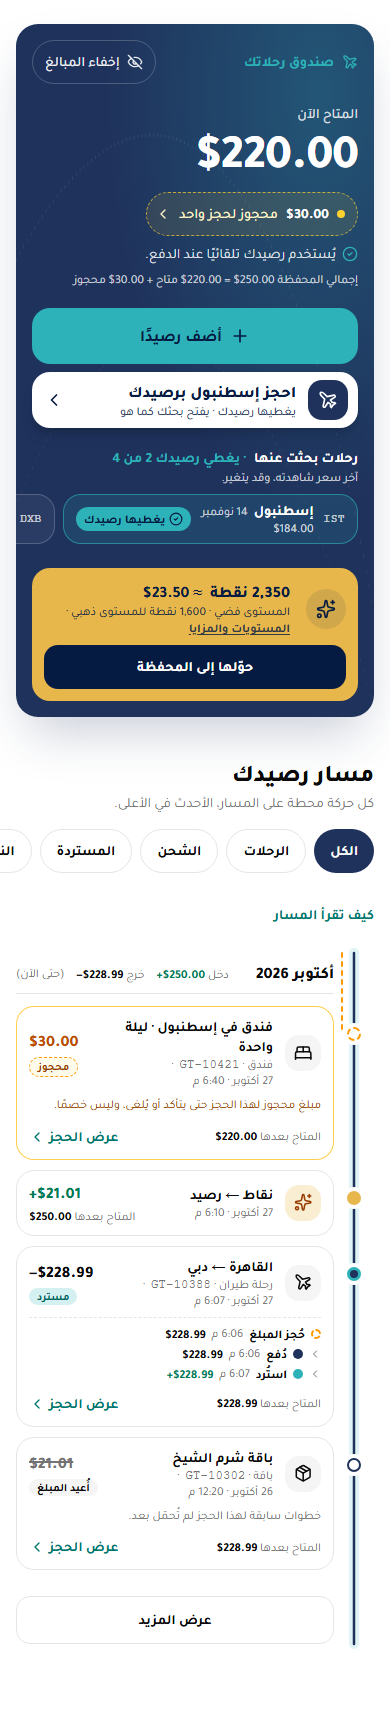 صندوق رحلاتك
إخفاء المبالغ
المتاح الآن
$220.00
$30.00 محجوز لحجز واحد
يُستخدم رصيدك تلقائيًا عند الدفع.
إجمالي المحفظة $250.00 = $220.00 متاح + $30.00 محجوز
أضف رصيدًا
احجز إسطنبول برصيدك
يغطيها رصيدك · يفتح بحثك كما هو
رحلات بحثت عنها · يغطي رصيدك 2 من 4
آخر سعر شاهدته، وقد يتغير.
IST إسطنبول 14 نوفمبر
$184.00
يغطيها رصيدك
DXB
2,350 نقطة ≈ $23.50
المستوى فضي · 1,600 نقطة للمستوى ذهبي ·
المستويات والمزايا
حوّلها إلى المحفظة
مسار رصيدك
كل حركة محطة على المسار، الأحدث في الأعلى.
الكل
الرحلات
الشحن
المستردة
كيف تقرأ المسار
أكتوبر 2026
دخل +$250.00 خرج −$228.99 (حتى الآن)
فندق في إسطنبول · ليلة
واحدة
فندق · GT-10421 ·
27 أكتوبر · 6:40 م
$30.00
محجوز
مبلغ محجوز لهذا الحجز حتى يتأكد أو يُلغى، وليس خصمًا.
المتاح بعدها $220.00
عرض الحجز
نقاط ← رصيد
27 أكتوبر · 6:10 م
+$21.01
المتاح بعدها $250.00
القاهرة ← دبي
رحلة طيران · GT-10388 ·
27 أكتوبر · 6:07 م
−$228.99
مسترد
حُجز المبلغ 6:06 م $228.99
دُفع 6:06 م $228.99
استُرد 6:07 م +$228.99
المتاح بعدها $228.99
عرض الحجز
باقة شرم الشيخ
باقة · GT-10302 ·
26 أكتوبر · 12:20 م
$21.01
أُعيد المبلغ
خطوات سابقة لهذا الحجز لم تُحمّل بعد.
المتاح بعدها $228.99
عرض الحجز
عرض المزيد